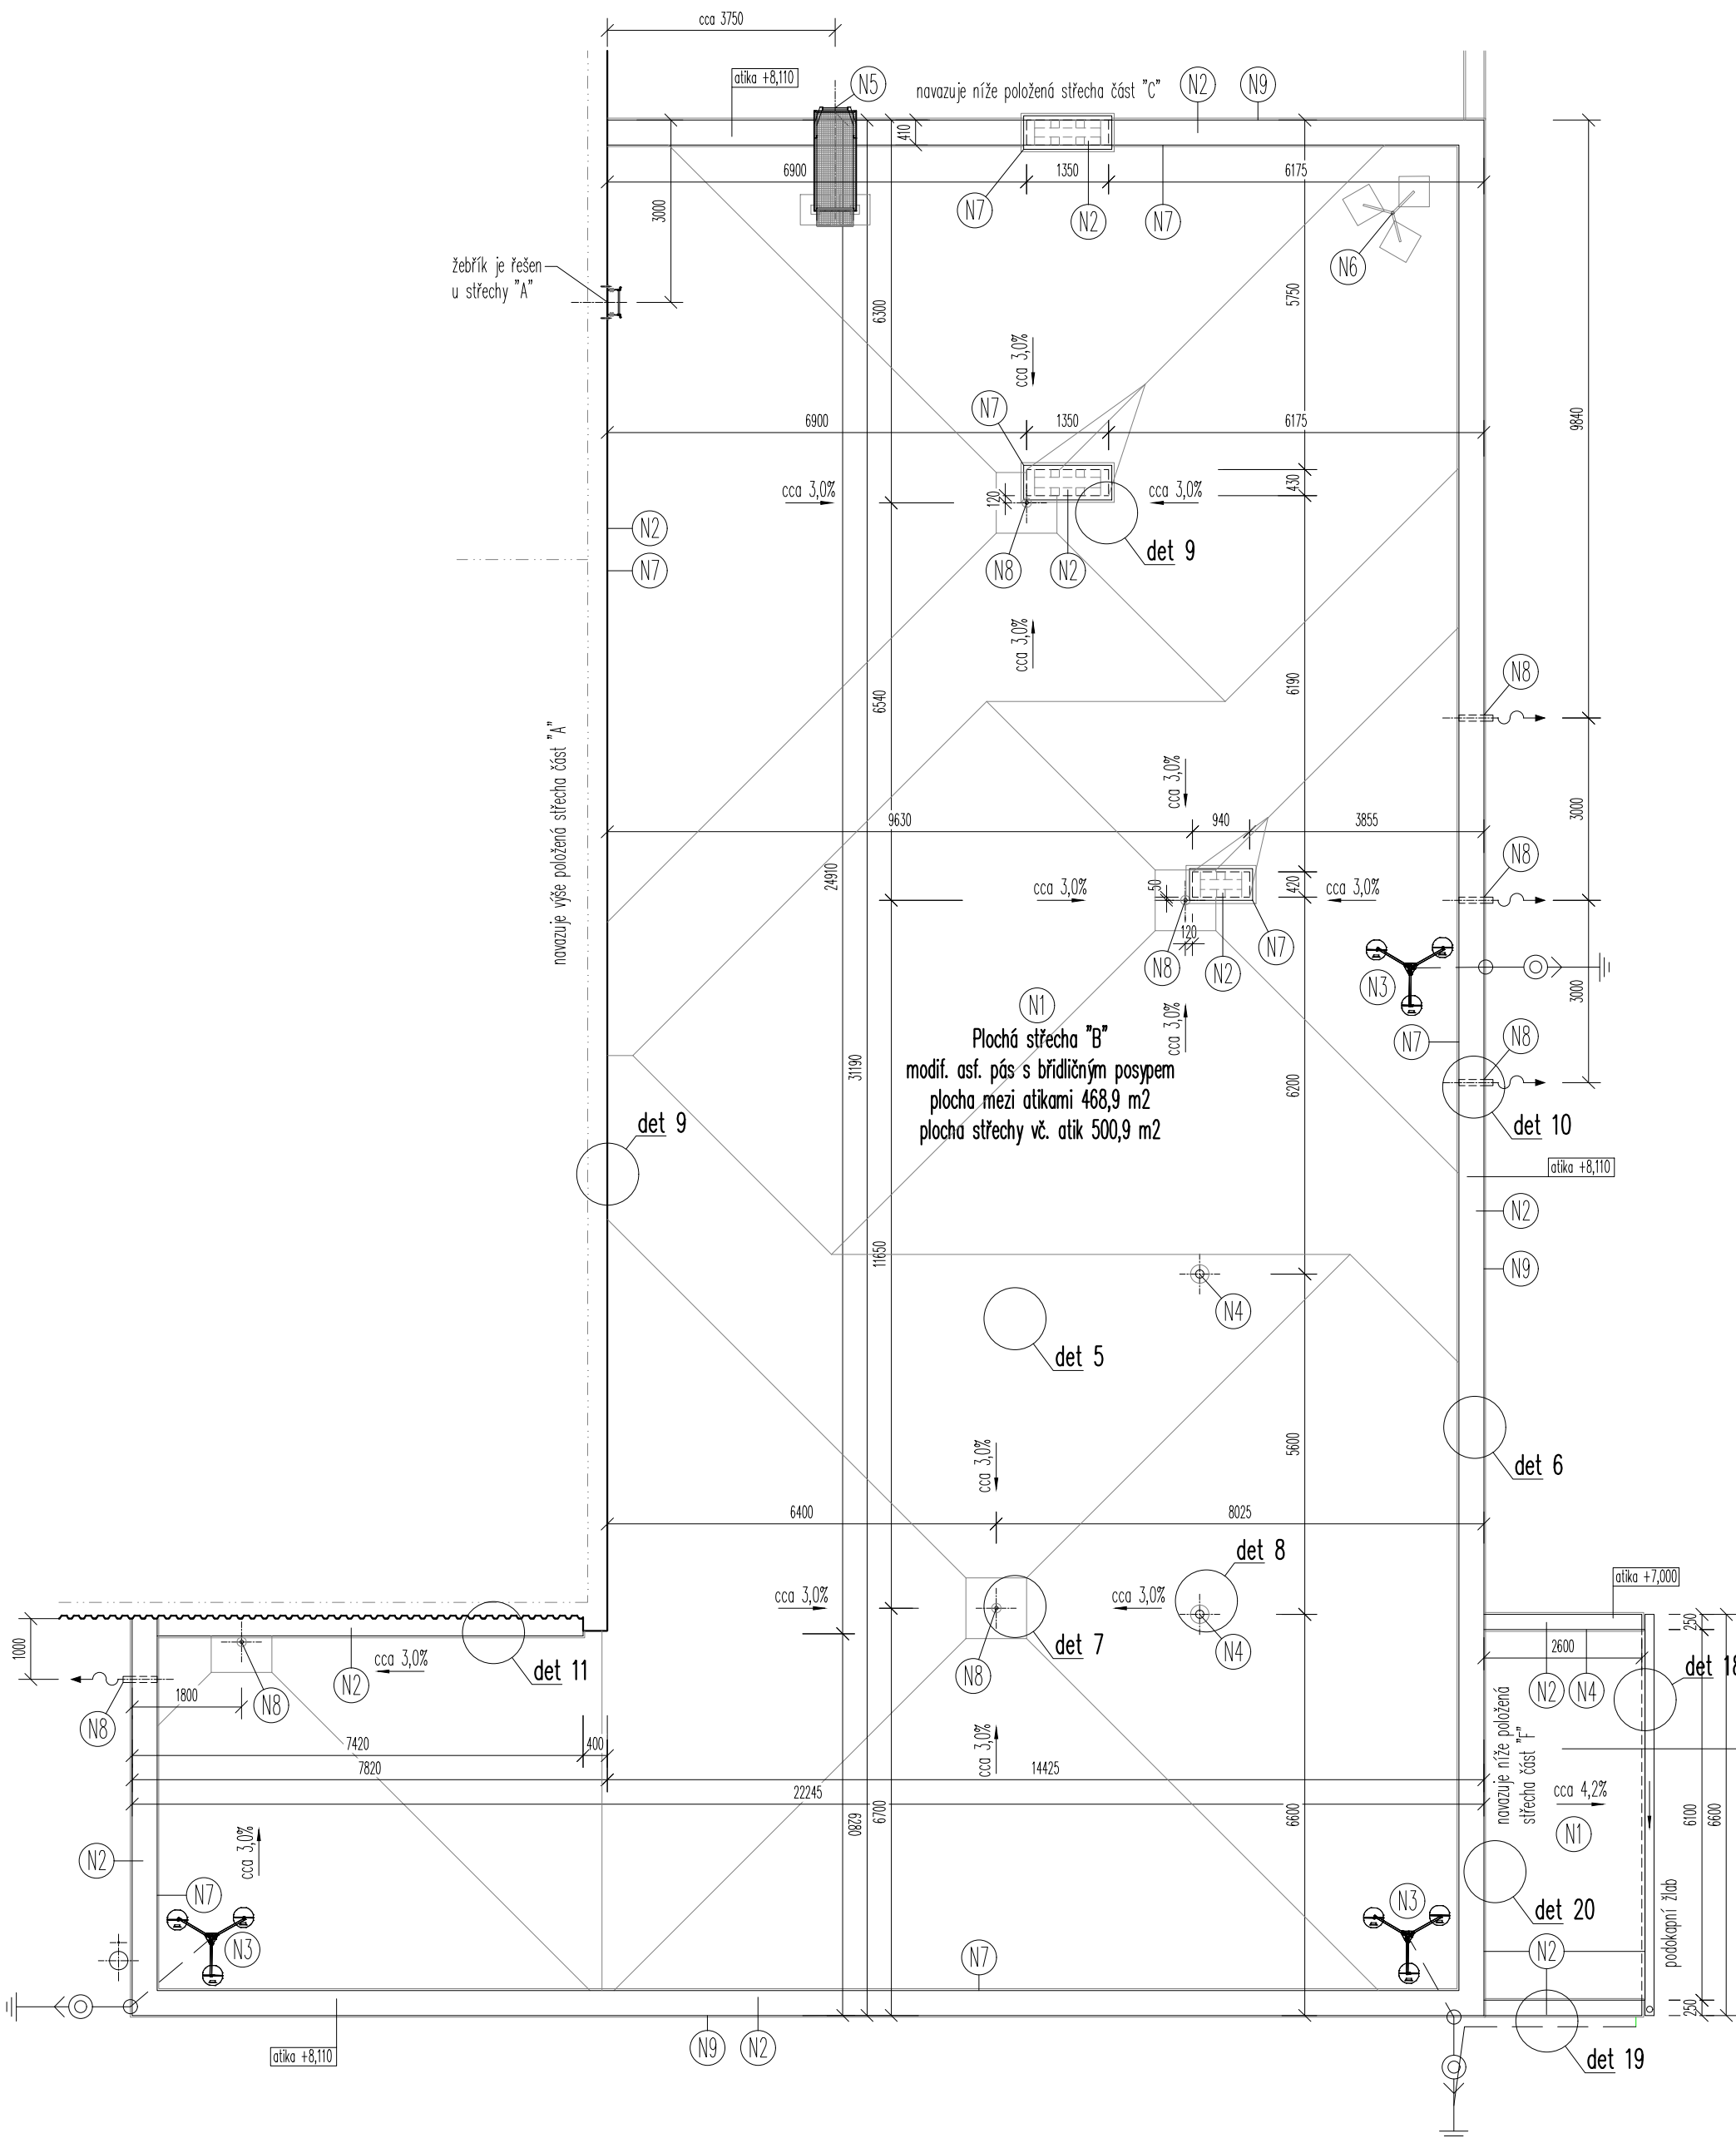 cca 3750
atika +8,110
N5
navazuje níže položená střecha část "C"
N2
N9
410
6900
1350
6175
3000
N7
N2
N7
N6
žebřík je řešen
u střechy "A"
6300
5750
cca 3,0%
9840
N7
6900
1350
6175
cca 3,0%
120
cca 3,0%
430
N2
N7
N8
N2
det 9
cca 3,0%
6540
6190
N8
navazuje výše položená střecha část "A"
cca 3,0%
3000
9630
940
3855
24910
cca 3,0%
50
420
cca 3,0%
N8
120
N8
N2
N7
N3
3000
N1
cca 3,0%
N7
N8
Plochá střecha "B"
modif. asf. pás s břidličným posypem
plocha mezi atikami 468,9 m2
plocha střechy vč. atik 500,9 m2
31190
6200
det 9
det 10
atika +8,110
N2
11650
N9
N4
det 5
cca 3,0%
5600
det 6
6400
8025
det 8
cca 3,0%
cca 3,0%
atika +7,000
1000
250
2600
det 7
N4
N8
cca 3,0%
det 11
N2
N8
1800
N8
N2
N4
det 18
navazuje níže položená
střecha část "F"
7420
400
cca 3,0%
7820
14425
22245
cca 4,2%
6280
6700
6600
6100
6600
N1
N2
cca 3,0%
N7
N3
N3
det 20
podokapní žlab
N7
N2
250
atika +8,110
N9
N2
det 19